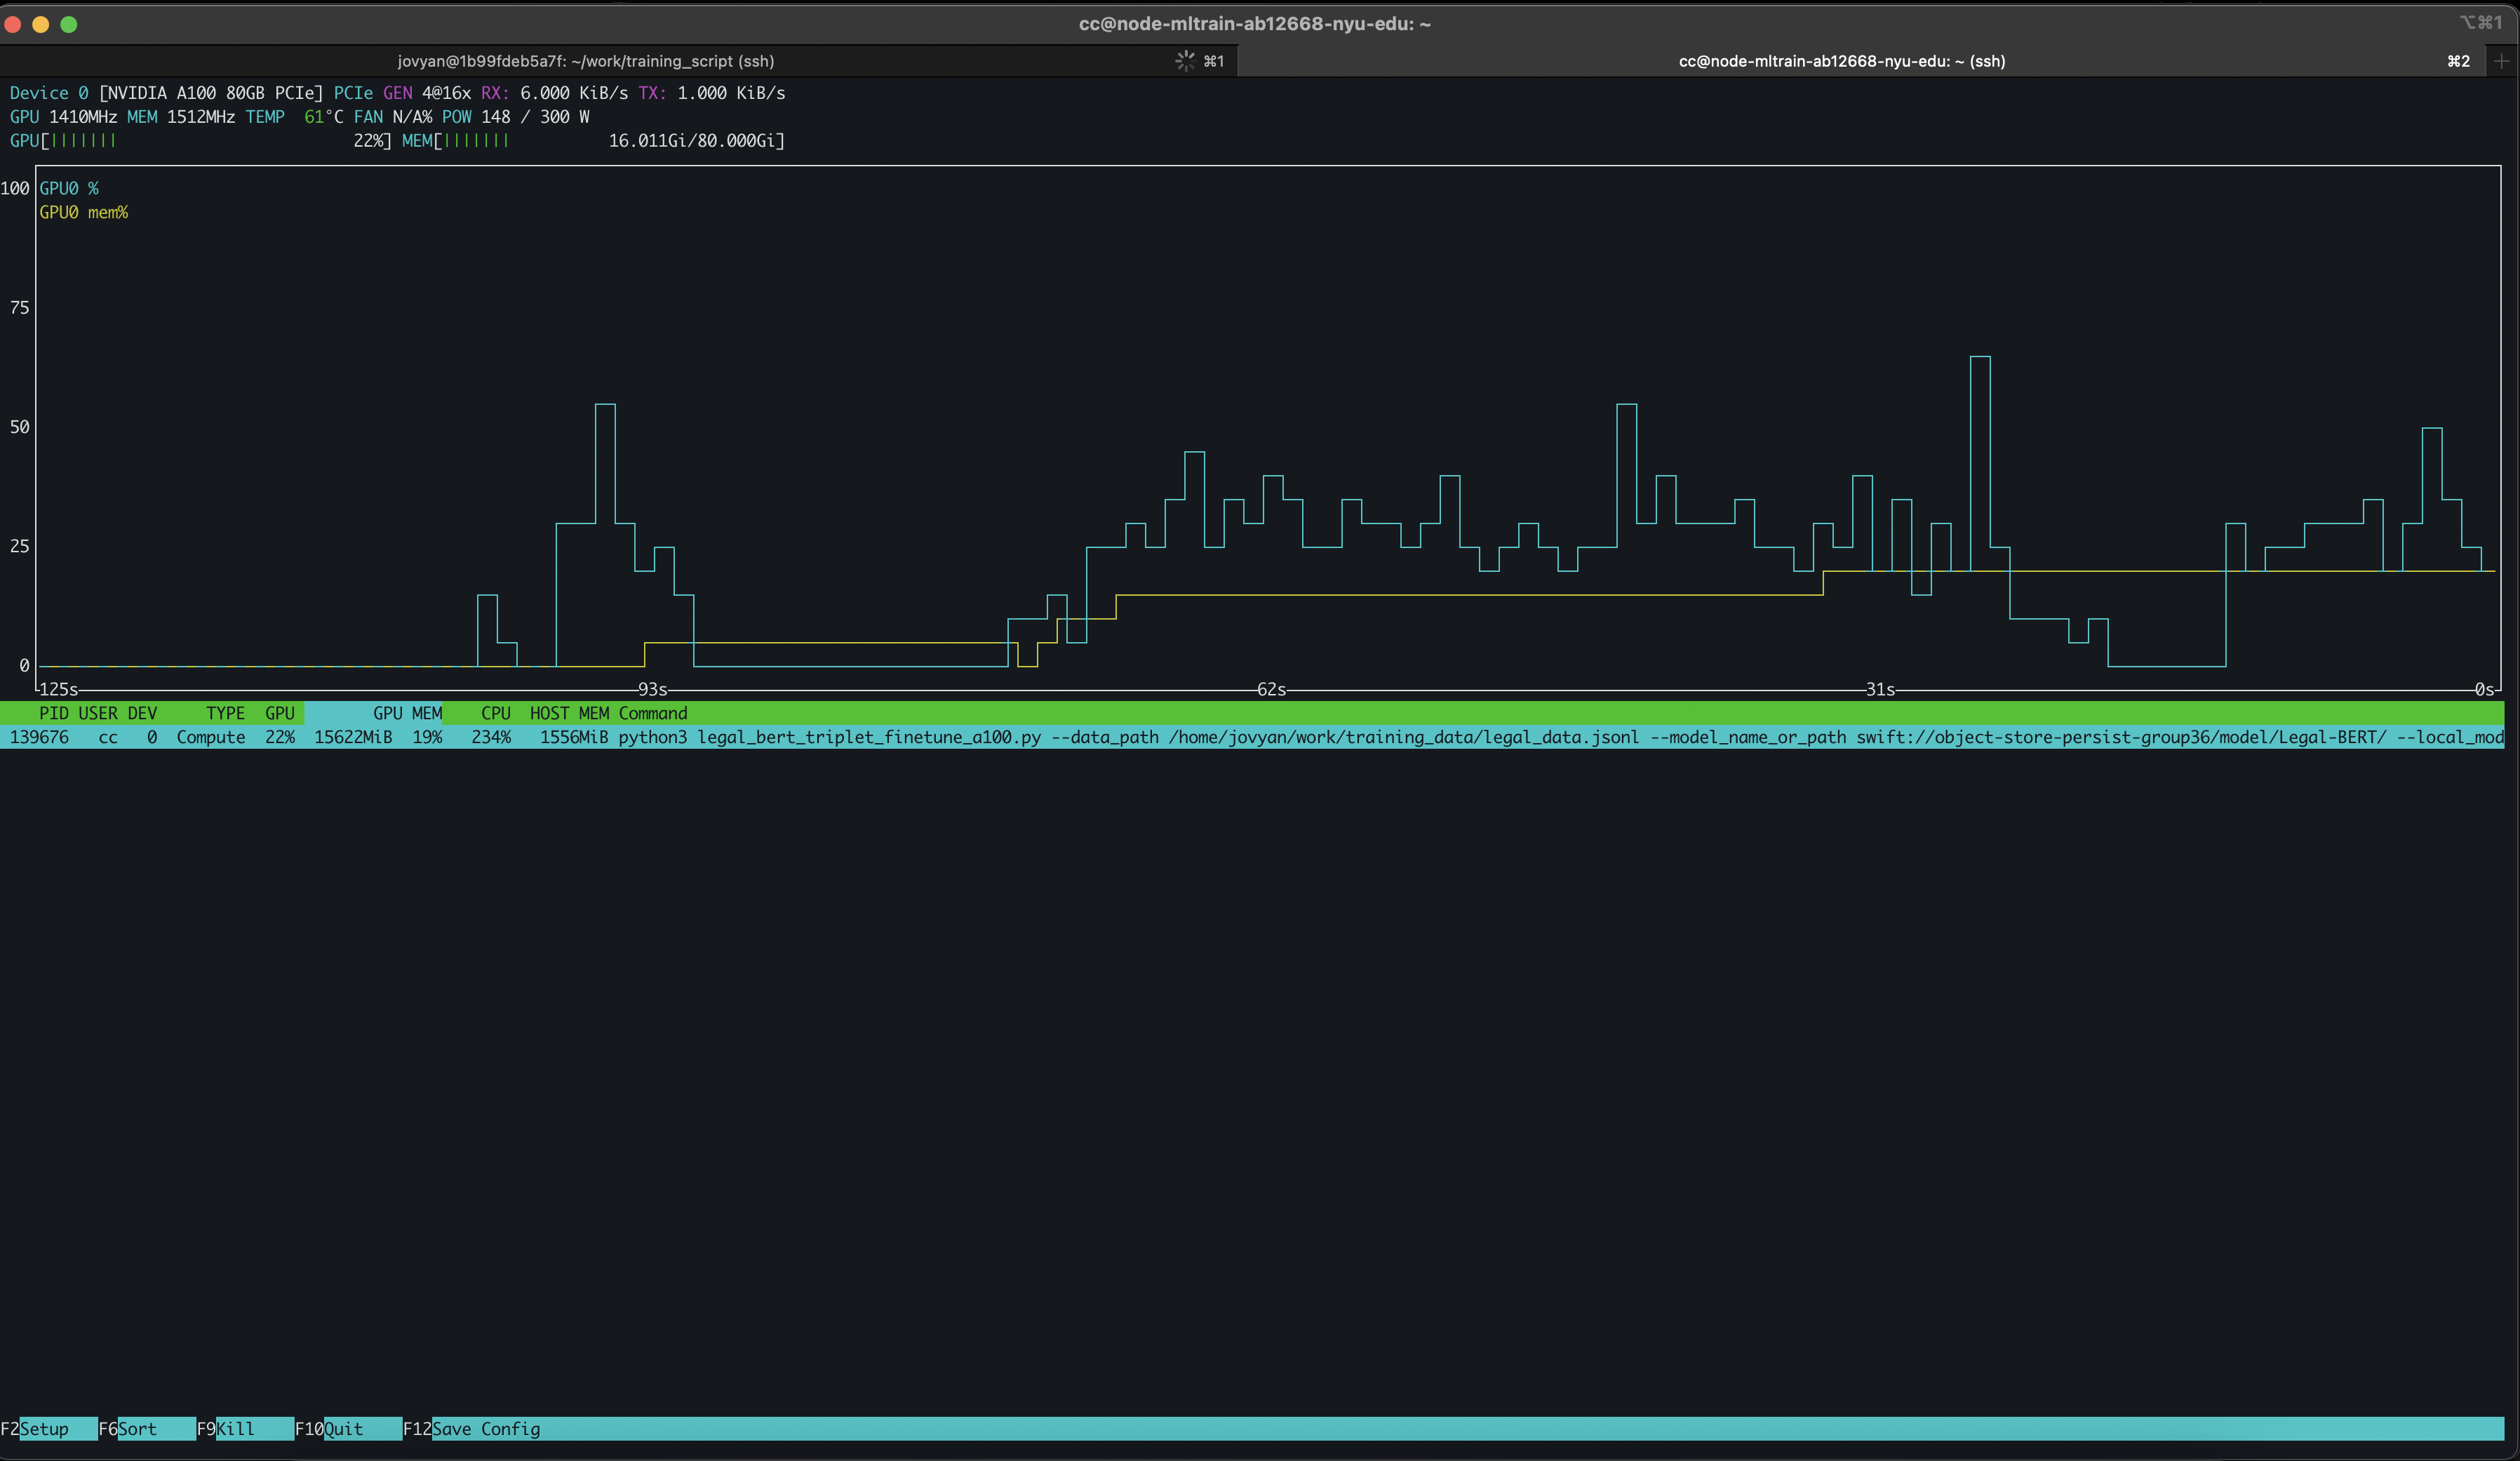 cc@node-mltrain-ab12668-nyu-edu: ~
⌥⌘1
jovyan@1b99fdeb5a7f: ~/work/training_script (ssh) ⌘1
cc@node-mltrain-ab12668-nyu-edu: ~ (ssh) ⌘2 +
Device 0 [NVIDIA A100 80GB PCIe] PCIe GEN 4@16x RX: 6.000 KiB/s TX: 1.000 KiB/s
GPU 1410MHz MEM 1512MHz TEMP 61°C FAN N/A% POW 148 / 300 W
GPU[||||||| 22%] MEM[||||||| 16.011Gi/80.000Gi]
100 GPU0 %
GPU0 mem%
75
50
25
0
125s 93s 62s 31s 0s
PID USER DEV TYPE GPU GPU MEM CPU HOST MEM Command
139676 cc 0 Compute 22% 15622MiB 19% 234% 1556MiB python3 legal_bert_triplet_finetune_a100.py --data_path /home/jovyan/work/training_data/legal_data.jsonl --model_name_or_path swift://object-store-persist-group36/model/Legal-BERT/ --local_mod
F2Setup F6Sort F9Kill F10Quit F12Save Config